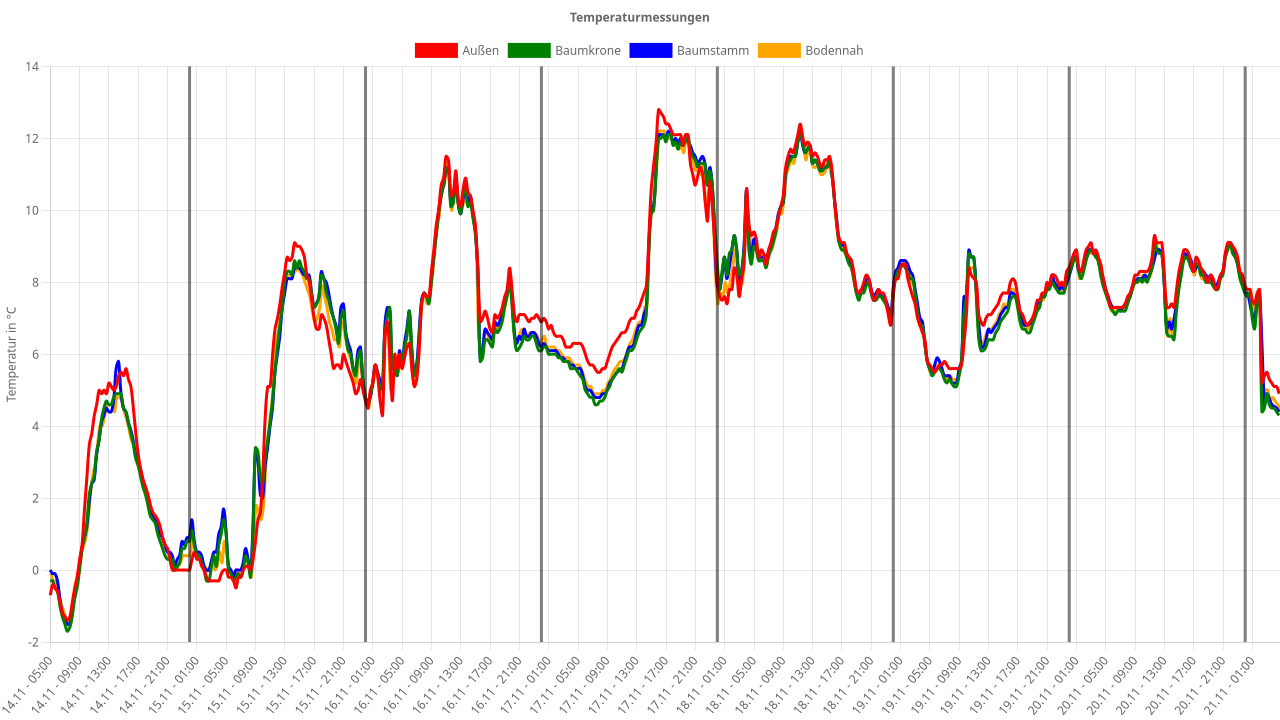 Temperaturmessungen
Außen Baumkrone Baumstamm Bodennah
Temperatur in °C
14
12
10
8
6
4
2
0
-2
14.11 - 05:00
14.11 - 09:00
14.11 - 13:00
14.11 - 17:00
14.11 - 21:00
15.11 - 01:00
15.11 - 05:00
15.11 - 09:00
15.11 - 13:00
15.11 - 17:00
15.11 - 21:00
16.11 - 01:00
16.11 - 05:00
16.11 - 09:00
16.11 - 13:00
16.11 - 17:00
16.11 - 21:00
17.11 - 01:00
17.11 - 05:00
17.11 - 09:00
17.11 - 13:00
17.11 - 17:00
17.11 - 21:00
18.11 - 01:00
18.11 - 05:00
18.11 - 09:00
18.11 - 13:00
18.11 - 17:00
18.11 - 21:00
19.11 - 01:00
19.11 - 05:00
19.11 - 09:00
19.11 - 13:00
19.11 - 17:00
19.11 - 21:00
20.11 - 01:00
20.11 - 05:00
20.11 - 09:00
20.11 - 13:00
20.11 - 17:00
20.11 - 21:00
21.11 - 01:00